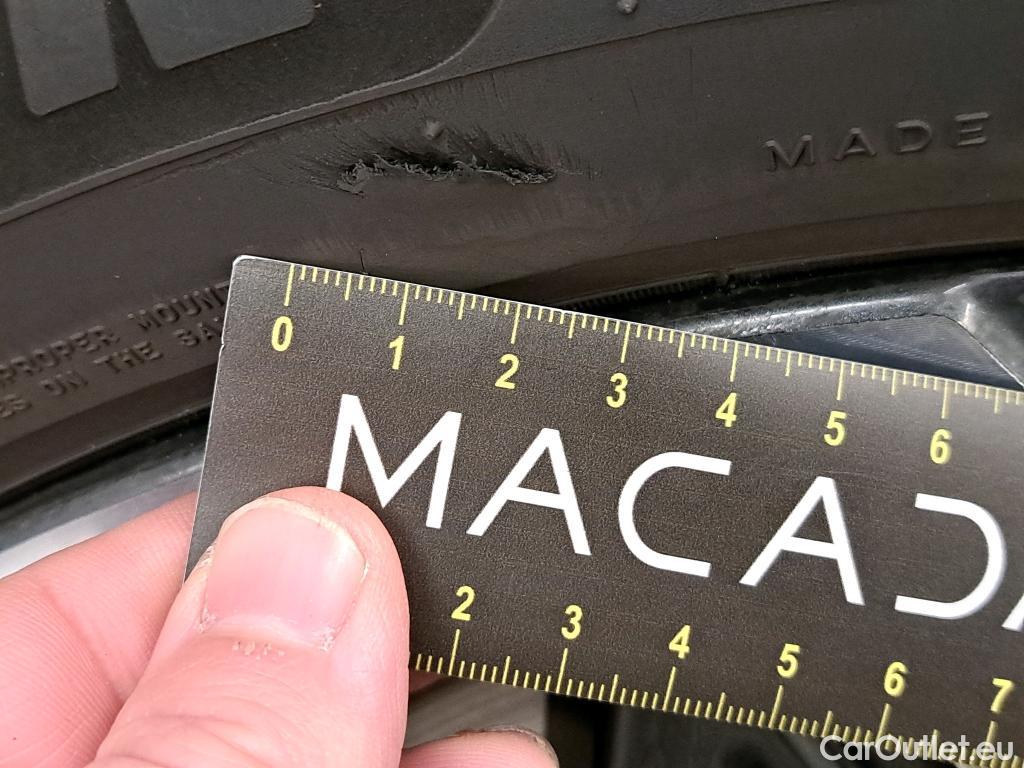 MADE
PROPER MOUNT
ON THE SA
0 1 2 3 4 5 6
MACAD
2 3 4 5 6 7
CarOutlet.eu